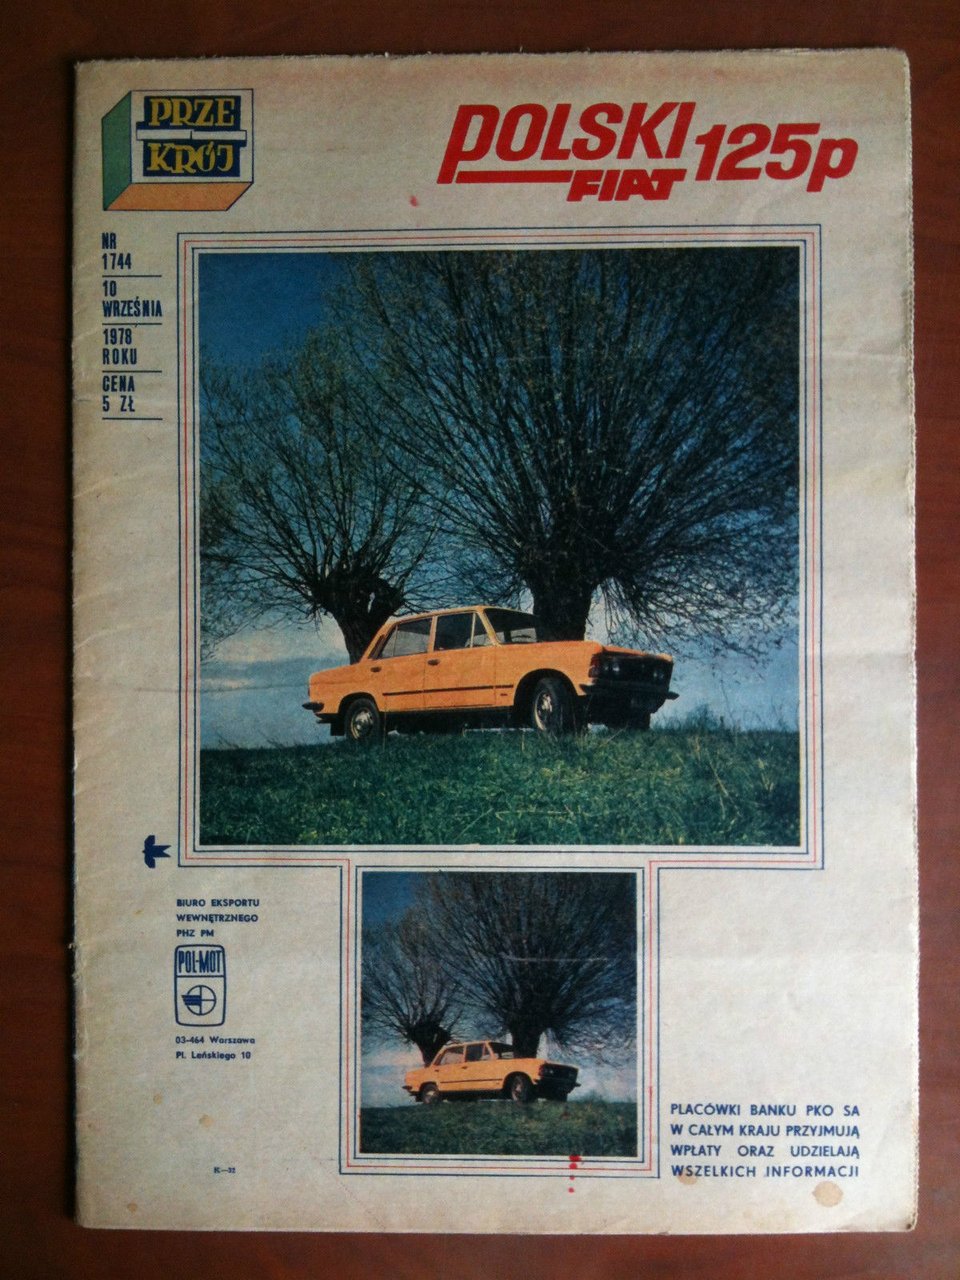 PRZE
KRÓJ
POLSKI
FIAT
125p
NR
1744
10
WRZEŚNIA
1978
ROKU
CENA
5 ZŁ
BIURO EKSPORTU
WEWNĘTRZNEGO
PHZ PM
POL-MOT
03-464 Warszawa
Pl. Leńskiego 10
PLACÓWKI BANKU PKO SA
W CAŁYM KRAJU PRZYJMUJĄ
WPŁATY ORAZ UDZIELAJĄ
WSZELKICH INFORMACJI